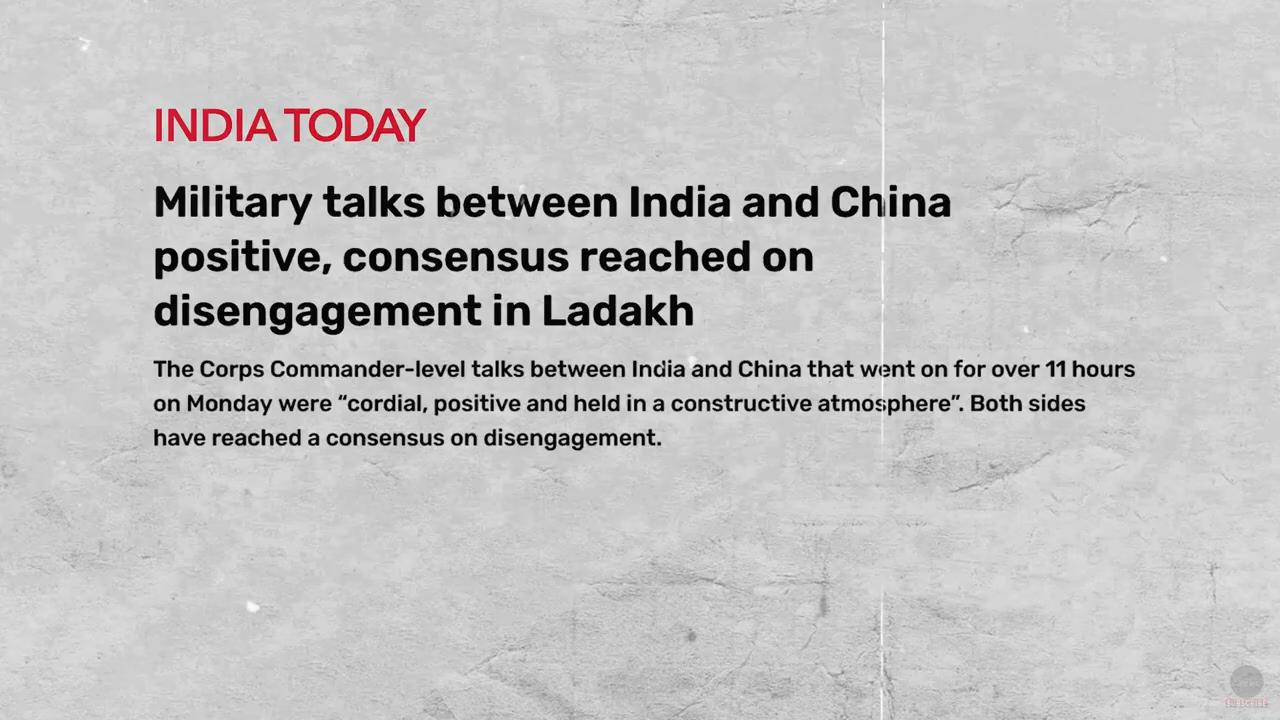 INDIA TODAY
Military talks between India and China
positive, consensus reached on
disengagement in Ladakh
The Corps Commander-level talks between India and China that went on for over 11 hours
on Monday were “cordial, positive and held in a constructive atmosphere”. Both sides
have reached a consensus on disengagement.